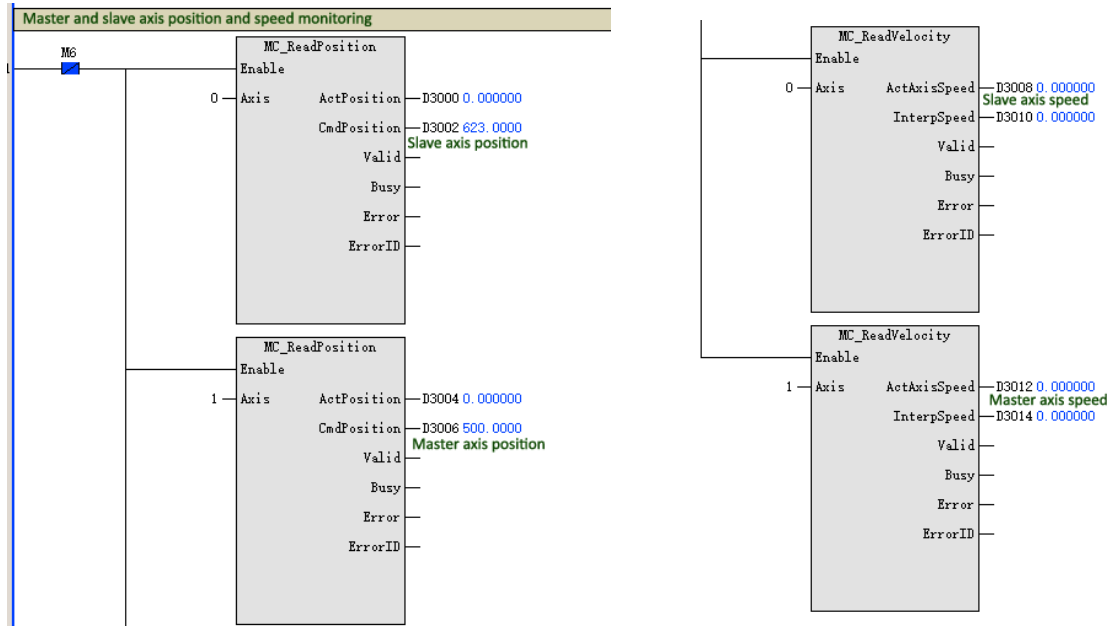 Master and slave axis position and speed monitoring
M6
MC_ReadPosition
Enable
0 Axis ActPosition D3000 0.000000
CmdPosition D3002 623.0000
Slave axis position
Valid
Busy
Error
ErrorID
MC_ReadPosition
Enable
1 Axis ActPosition D3004 0.000000
CmdPosition D3006 500.0000
Master axis position
Valid
Busy
Error
ErrorID
MC_ReadVelocity
Enable
0 Axis ActAxisSpeed D3008 0.000000
Slave axis speed
InterpSpeed D3010 0.000000
Valid
Busy
Error
ErrorID
MC_ReadVelocity
Enable
1 Axis ActAxisSpeed D3012 0.000000
Master axis speed
InterpSpeed D3014 0.000000
Valid
Busy
Error
ErrorID